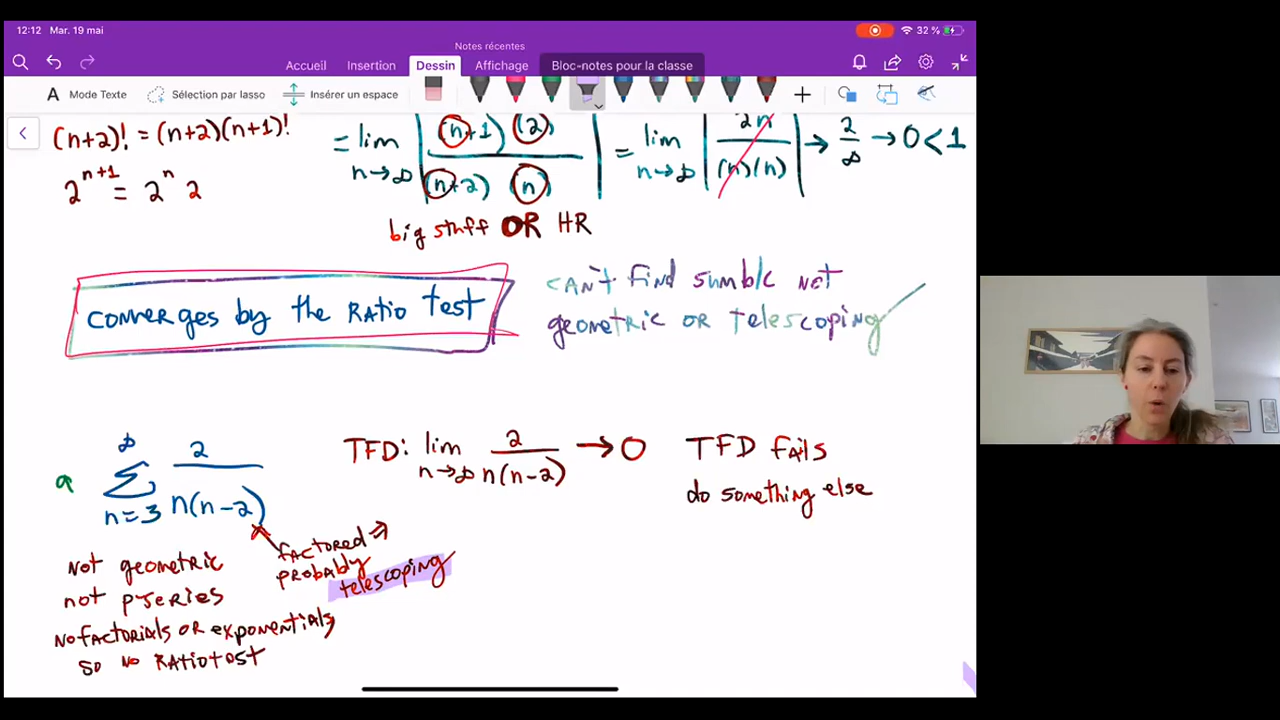 12:12 Mar. 19 mai
32 %
Notes récentes
Accueil Insertion Dessin Affichage Bloc-notes pour la classe
A Mode Texte Sélection par lasso Insérer un espace
(n+2)! = (n+2)(n+1)!
2^{n+1} = 2^n 2
= lim n→∞ |(n+1)(2) / (n+2)(n)| = lim n→∞ |2n / (n)(n)| → 2/∞ → 0 < 1
big stuff OR HR
converges by the Ratio test
can't find sum b/c not
geometric or telescoping
a
∞ Σ n=3 2 / n(n-2)
TFD: lim n→∞ 2 / n(n-2) → 0
TFD fails
do something else
factored ⇒
probably
telescoping
not geometric
not p series
no factorials or exponentials
so no Ratio test